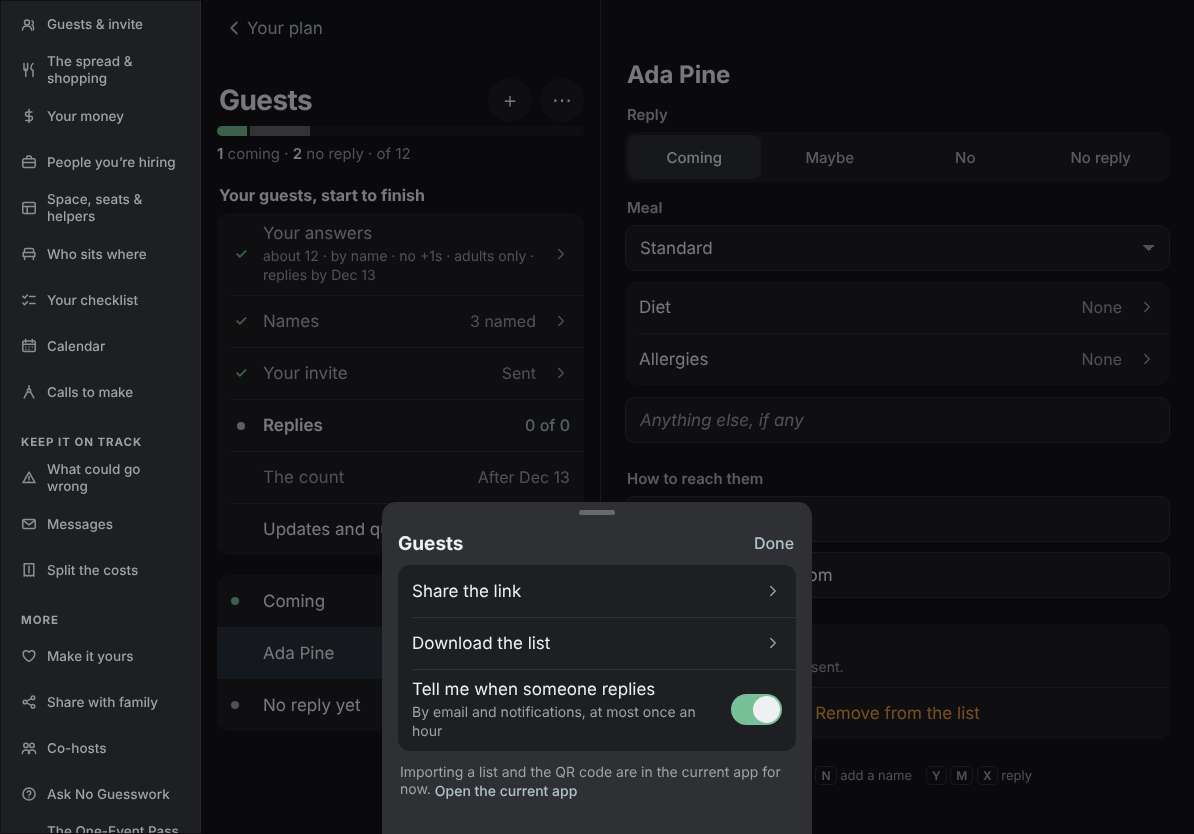 Guests & invite
The spread &
shopping
Your money
People you’re hiring
Space, seats &
helpers
Who sits where
Your checklist
Calendar
Calls to make
KEEP IT ON TRACK
What could go
wrong
Messages
Split the costs
MORE
Make it yours
Share with family
Co-hosts
Ask No Guesswork
The One-Event Pass
Your plan
Guests
1 coming · 2 no reply · of 12
Your guests, start to finish
Your answers
about 12 · by name · no +1s · adults only ·
replies by Dec 13
Names 3 named
Your invite Sent
Replies 0 of 0
The count After Dec 13
Updates and
Coming
Ada Pine
No reply yet
Ada Pine
Reply
Coming Maybe No No reply
Meal
Standard
Diet None
Allergies None
Anything else, if any
How to reach them
om
sent.
Remove from the list
N add a name Y M X reply
Guests Done
Share the link
Download the list
Tell me when someone replies
By email and notifications, at most once an
hour
Importing a list and the QR code are in the current app for
now. Open the current app